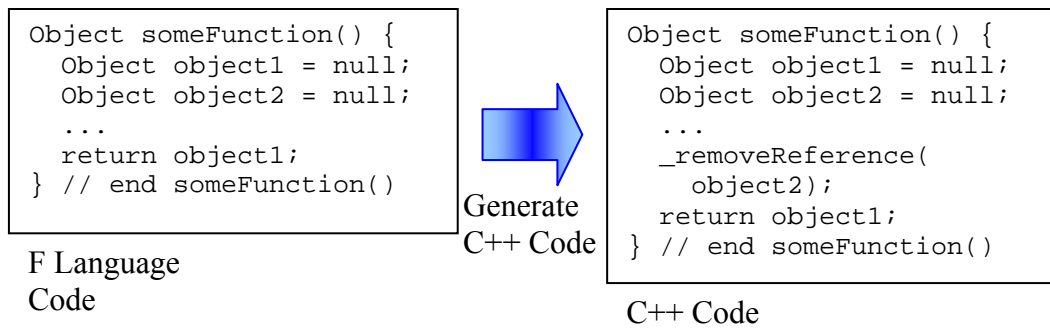 Object someFunction() {
  Object object1 = null;
  Object object2 = null;
  ...
  return object1;
} // end someFunction()
F Language
Code
Generate
C++ Code
Object someFunction() {
  Object object1 = null;
  Object object2 = null;
  ...
  _removeReference(
    object2);
  return object1;
} // end someFunction()
C++ Code